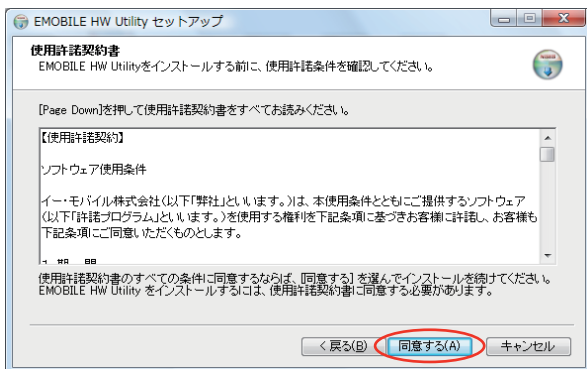 EMOBILE HW Utility セットアップ
使用許諾契約書
EMOBILE HW Utilityをインストールする前に、使用許諾条件を確認してください。
[Page Down]を押して使用許諾契約書をすべてお読みください。
【使用許諾契約】
ソフトウェア使用条件
イー・モバイル株式会社(以下「弊社」といいます。)は、本使用条件とともにご提供するソフトウェア
(以下「許諾プログラム」といいます。)を使用する権利を下記条項に基づきお客様に許諾し、お客様も
下記条項にご同意いただくものとします。
使用許諾契約書のすべての条件に同意するならば、[同意する] を選んでインストールを続けてください。
EMOBILE HW Utility をインストールするには、使用許諾契約書に同意する必要があります。
< 戻る(B)
同意する(A)
キャンセル